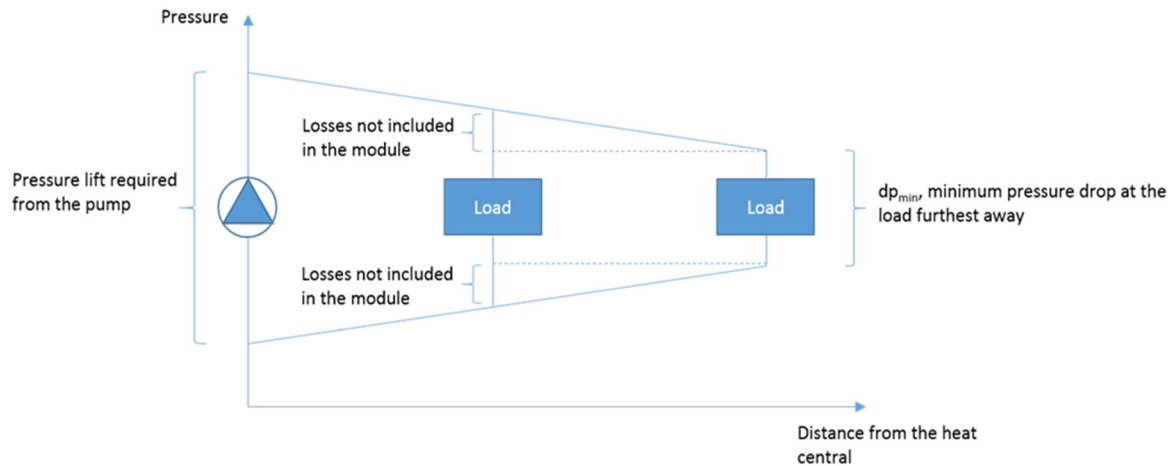 Pressure
Losses not included
in the module
Pressure lift required
from the pump
Load
Load
dpmin, minimum pressure drop at the
load furthest away
Losses not included
in the module
Distance from the heat
central